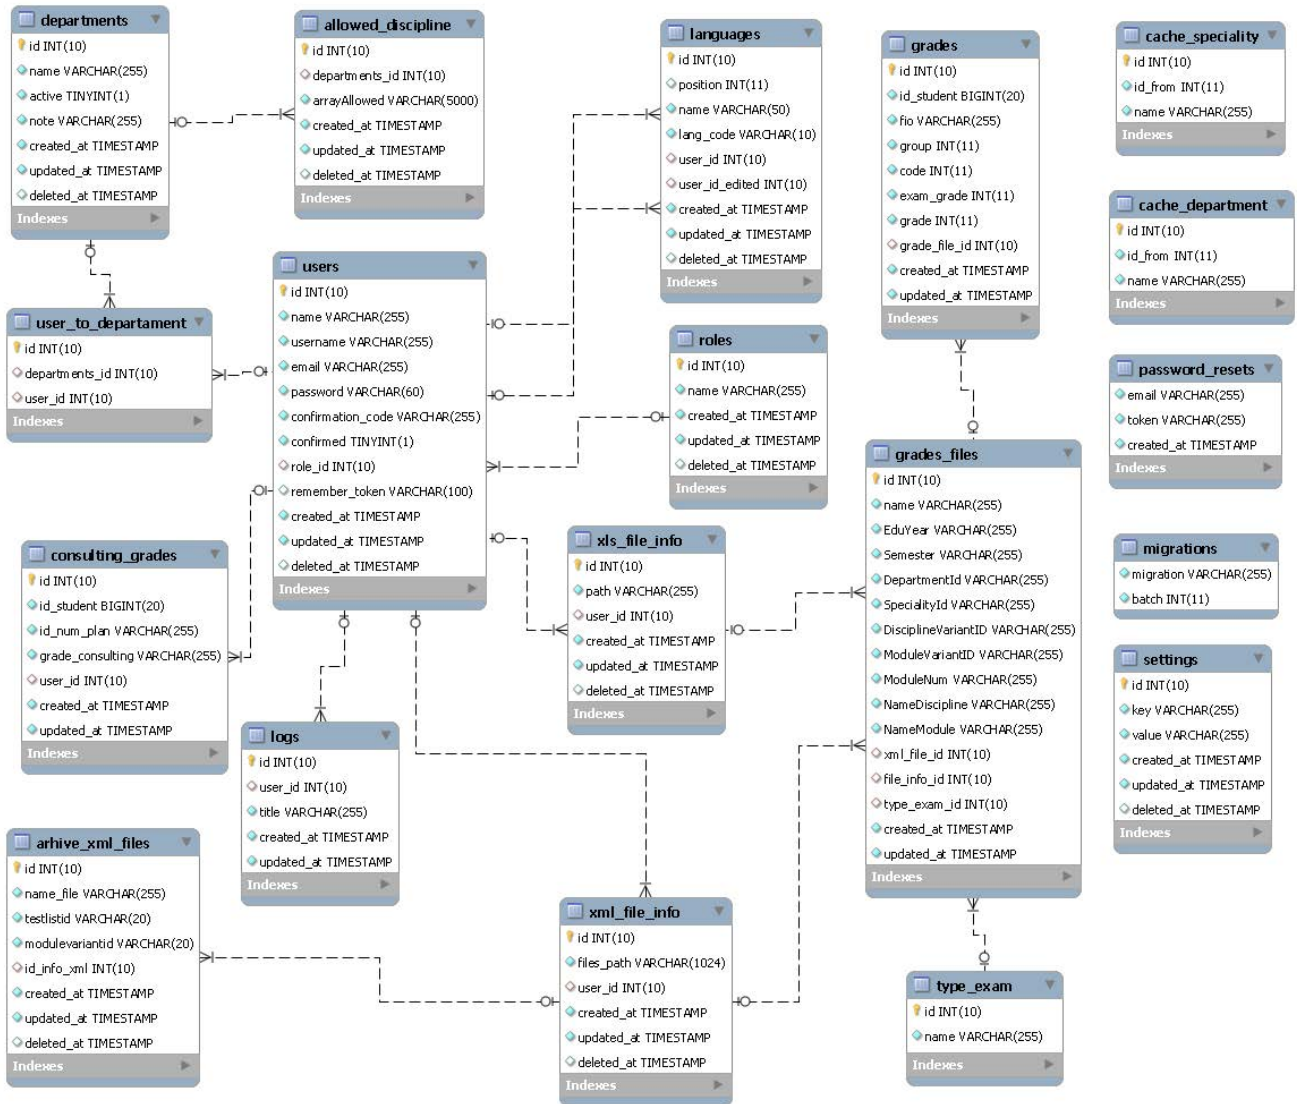 departments
id INT(10)
name VARCHAR(255)
active TINYINT(1)
note VARCHAR(255)
created_at TIMESTAMP
updated_at TIMESTAMP
deleted_at TIMESTAMP
Indexes
allowed_discipline
id INT(10)
departments_id INT(10)
arrayAllowed VARCHAR(5000)
created_at TIMESTAMP
updated_at TIMESTAMP
deleted_at TIMESTAMP
Indexes
languages
id INT(10)
position INT(11)
name VARCHAR(50)
lang_code VARCHAR(10)
user_id INT(10)
user_id_edited INT(10)
created_at TIMESTAMP
updated_at TIMESTAMP
deleted_at TIMESTAMP
Indexes
grades
id INT(10)
id_student BIGINT(20)
fio VARCHAR(255)
group INT(11)
code INT(11)
exam_grade INT(11)
grade INT(11)
grade_file_id INT(10)
created_at TIMESTAMP
updated_at TIMESTAMP
Indexes
cache_speciality
id INT(10)
id_from INT(11)
name VARCHAR(255)
Indexes
cache_department
id INT(10)
id_from INT(11)
name VARCHAR(255)
Indexes
user_to_departament
id INT(10)
departments_id INT(10)
user_id INT(10)
Indexes
users
id INT(10)
name VARCHAR(255)
username VARCHAR(255)
email VARCHAR(255)
password VARCHAR(60)
confirmation_code VARCHAR(255)
confirmed TINYINT(1)
role_id INT(10)
remember_token VARCHAR(100)
created_at TIMESTAMP
updated_at TIMESTAMP
deleted_at TIMESTAMP
Indexes
roles
id INT(10)
name VARCHAR(255)
created_at TIMESTAMP
updated_at TIMESTAMP
deleted_at TIMESTAMP
Indexes
password_resets
email VARCHAR(255)
token VARCHAR(255)
created_at TIMESTAMP
Indexes
grades_files
id INT(10)
name VARCHAR(255)
EduYear VARCHAR(255)
Semester VARCHAR(255)
DepartmentId VARCHAR(255)
SpecialityId VARCHAR(255)
DisciplineVariantID VARCHAR(255)
ModuleVariantID VARCHAR(255)
ModuleNum VARCHAR(255)
NameDiscipline VARCHAR(255)
NameModule VARCHAR(255)
xml_file_id INT(10)
file_info_id INT(10)
type_exam_id INT(10)
created_at TIMESTAMP
updated_at TIMESTAMP
Indexes
migrations
migration VARCHAR(255)
batch INT(11)
consulting_grades
id INT(10)
id_student BIGINT(20)
id_num_plan VARCHAR(255)
grade_consulting VARCHAR(255)
user_id INT(10)
created_at TIMESTAMP
updated_at TIMESTAMP
Indexes
xls_file_info
id INT(10)
path VARCHAR(255)
user_id INT(10)
created_at TIMESTAMP
updated_at TIMESTAMP
deleted_at TIMESTAMP
Indexes
settings
id INT(10)
key VARCHAR(255)
value VARCHAR(255)
created_at TIMESTAMP
updated_at TIMESTAMP
deleted_at TIMESTAMP
Indexes
logs
id INT(10)
user_id INT(10)
title VARCHAR(255)
created_at TIMESTAMP
updated_at TIMESTAMP
Indexes
arhive_xml_files
id INT(10)
name_file VARCHAR(255)
testlistid VARCHAR(20)
modulevariantid VARCHAR(20)
id_info_xml INT(10)
created_at TIMESTAMP
updated_at TIMESTAMP
deleted_at TIMESTAMP
Indexes
xml_file_info
id INT(10)
files_path VARCHAR(1024)
user_id INT(10)
created_at TIMESTAMP
updated_at TIMESTAMP
deleted_at TIMESTAMP
Indexes
type_exam
id INT(10)
name VARCHAR(255)
Indexes